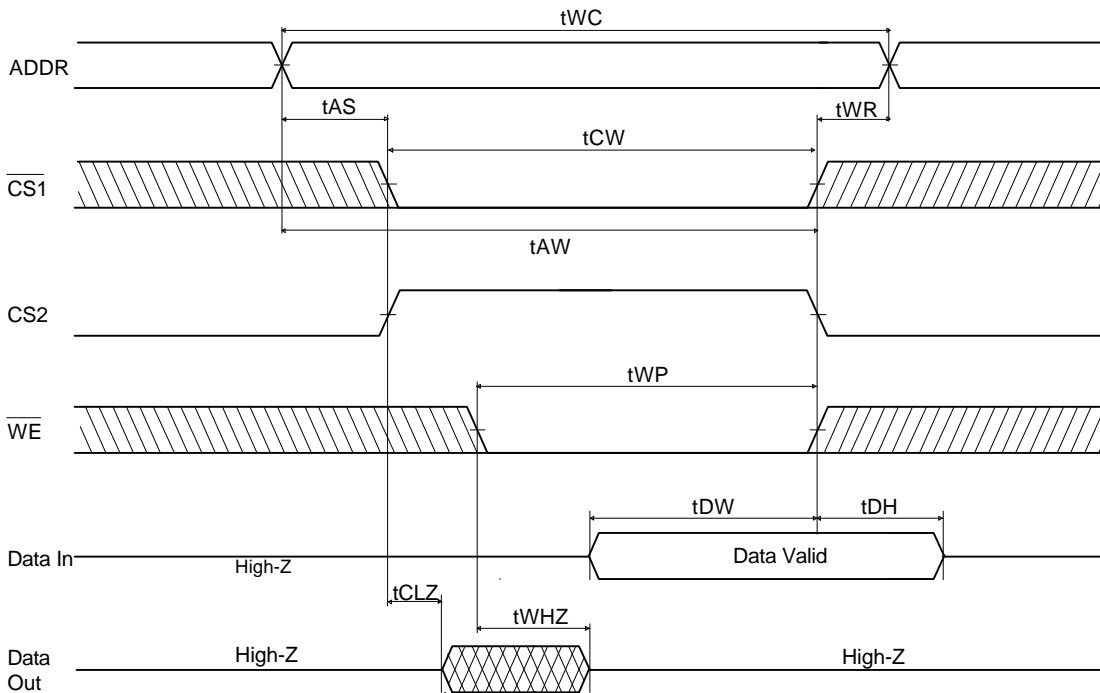 tWC
ADDR
tAS
tWR
tCW
CS1
tAW
CS2
tWP
WE
tDW
tDH
Data In
High-Z
Data Valid
tCLZ
tWHZ
Data
Out
High-Z
High-Z